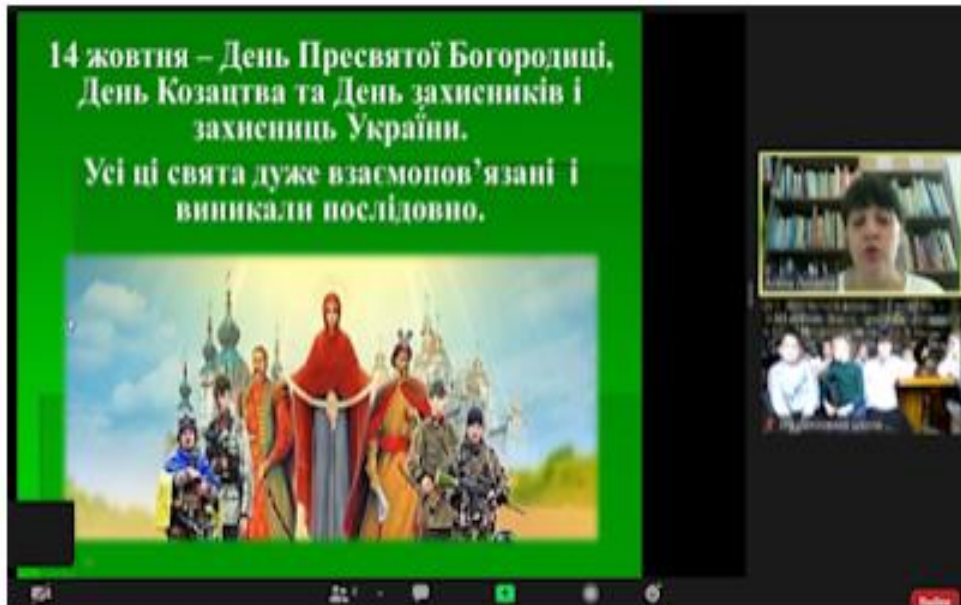 14 жовтня – День Пресвятої Богородиці,
День Козацтва та День захисників і
захисниць України.
Усі ці свята дуже взаємопов’язані і
виникали послідовно.